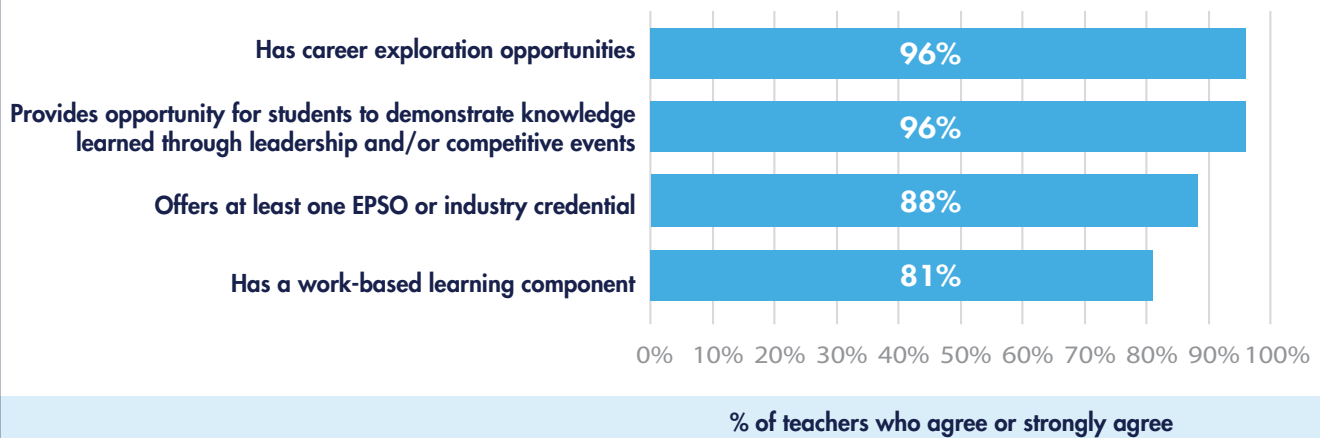 Has career exploration opportunities
96%
Provides opportunity for students to demonstrate knowledge
learned through leadership and/or competitive events
96%
Offers at least one EPSO or industry credential
88%
Has a work-based learning component
81%
0% 10% 20% 30% 40% 50% 60% 70% 80% 90% 100%
% of teachers who agree or strongly agree